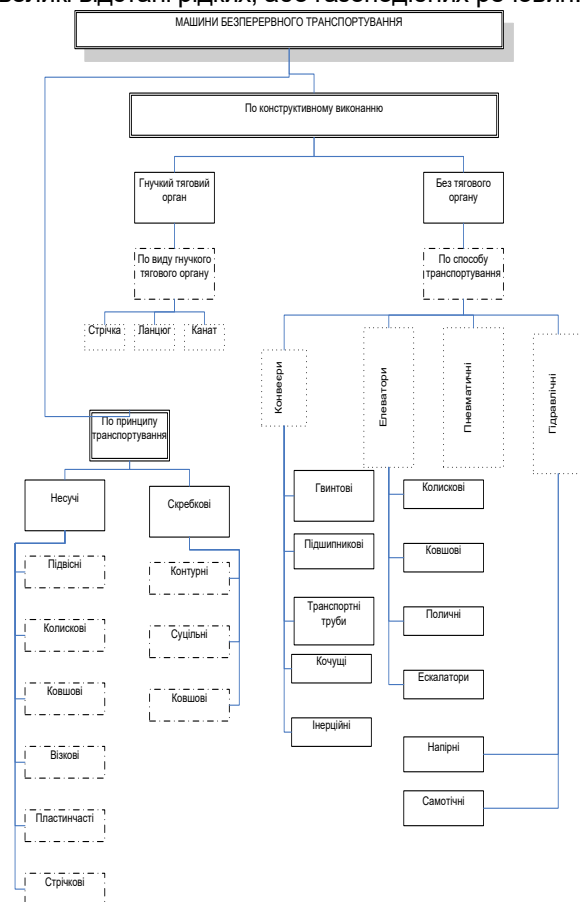 великі відстані рідких, або газоподібних речовин.
МАШИНИ БЕЗПЕРЕРВНОГО ТРАНСПОРТУВАННЯ
По конструктивному виконанню
Гнучкий тяговий
орган
Без тягового
органу
По виду гнучкого
тягового органу
По способу
транспортування
Стрічка
Ланцюг
Канат
Конвеєри
Елеватори
Пневматичні
Гідравлічні
По принципу
транспортування
Несучі
Скребкові
Підвісні
Колискові
Ковшові
Візкові
Пластинчасті
Стрічкові
Контурні
Суцільні
Ковшові
Гвинтові
Підшипникові
Транспортні
труби
Кочущі
Інерційні
Колискові
Ковшові
Поличні
Ескалатори
Напірні
Самотічні